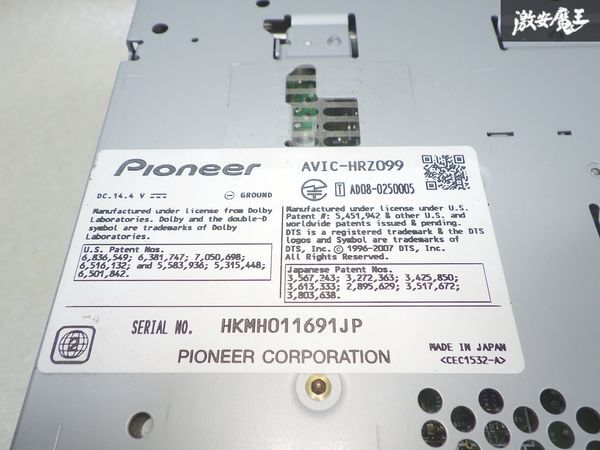 激安魔王
Pioneer
AVIC-HRZ099
DC.14.4 V
GROUND
T AD08-0250005
Manufactured under license from Dolby
Laboratories. Dolby and the double-D
symbol are trademarks of Dolby
Laboratories.
U.S. Patent Nos.
6,836,549; 6,381,747; 7,050,698;
6,516,132; and 5,583,936; 5,315,448;
6,501,842.
Manufactured under license under U.S.
Patent #: 5,451,942 & other U.S. and
worldwide patents issued & pending.
DTS is a registered trademark & the DTS
logos and Symbol are trademarks of
DTS, Inc. © 1996-2007 DTS, Inc.
All Rights Reserved.
Japanese Patent Nos.
3,567,243; 3,272,363; 3,425,850;
3,613,333; 2,895,629; 3,517,672;
3,803,638.
SERIAL NO. HKMH011691JP
2
PIONEER CORPORATION
MADE IN JAPAN
<CEC1532-A>